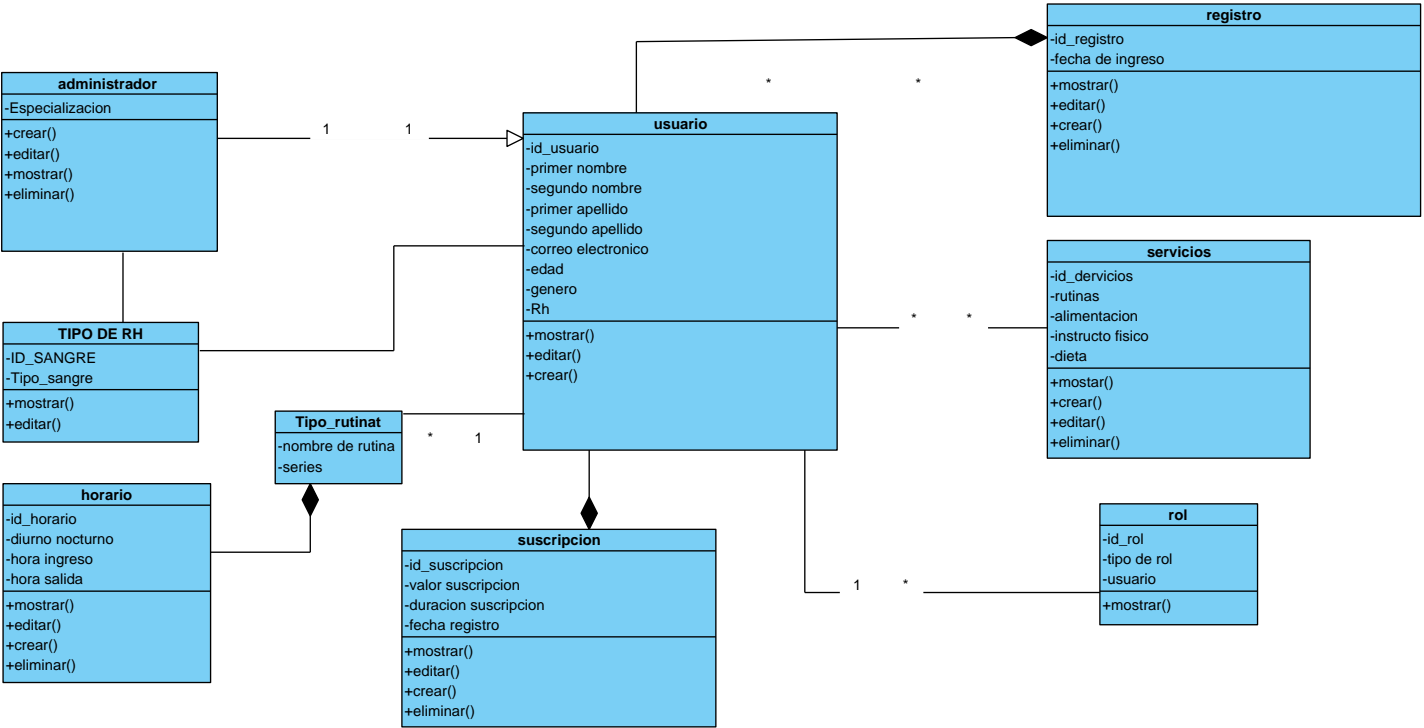 registro
-id_registro
-fecha de ingreso
+mostrar()
+editar()
+crear()
+eliminar()
* *
administrador
-Especializacion
+crear()
+editar()
+mostrar()
+eliminar()
1 1
usuario
-id_usuario
-primer nombre
-segundo nombre
-primer apellido
-segundo apellido
-correo electronico
-edad
-genero
-Rh
+mostrar()
+editar()
+crear()
servicios
-id_dervicios
-rutinas
-alimentacion
-instructo fisico
-dieta
+mostar()
+crear()
+editar()
+eliminar()
* *
TIPO DE RH
-ID_SANGRE
-Tipo_sangre
+mostrar()
+editar()
Tipo_rutinat
-nombre de rutina
-series
* 1
horario
-id_horario
-diurno nocturno
-hora ingreso
-hora salida
+mostrar()
+editar()
+crear()
+eliminar()
suscripcion
-id_suscripcion
-valor suscripcion
-duracion suscripcion
-fecha registro
+mostrar()
+editar()
+crear()
+eliminar()
1 *
rol
-id_rol
-tipo de rol
-usuario
+mostrar()